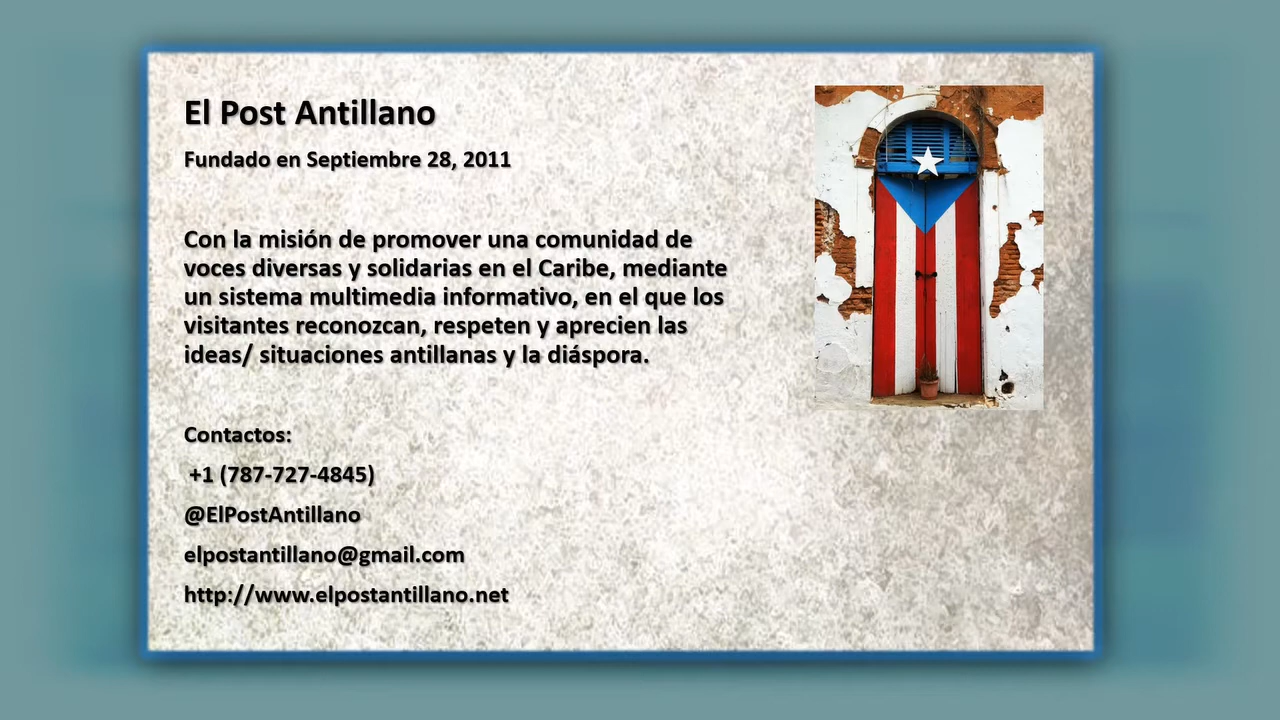 El Post Antillano
Fundado en Septiembre 28, 2011
Con la misión de promover una comunidad de
voces diversas y solidarias en el Caribe, mediante
un sistema multimedia informativo, en el que los
visitantes reconozcan, respeten y aprecien las
ideas/ situaciones antillanas y la diáspora.
Contactos:
+1 (787-727-4845)
@ElPostAntillano
elpostantillano@gmail.com
http://www.elpostantillano.net